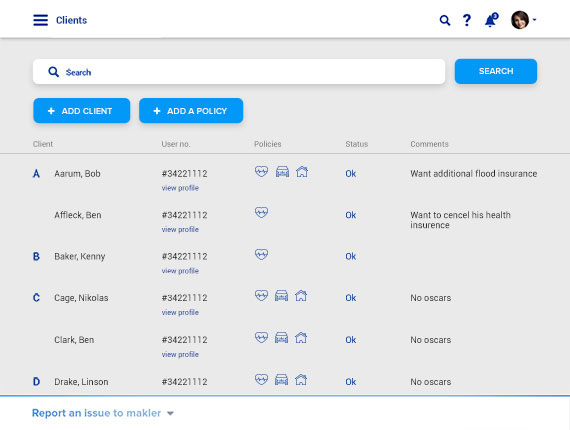 Clients
?
3
Search
SEARCH
+ ADD CLIENT
+ ADD A POLICY
Client User no. Policies Status Comments
A Aarum, Bob #34221112 Ok Want additional flood insurance
view profile
Affleck, Ben #34221112 Ok Want to cencel his health
insurence
view profile
B Baker, Kenny #34221112 Ok
view profile
C Cage, Nikolas #34221112 Ok No oscars
view profile
Clark, Ben #34221112 Ok No oscars
view profile
D Drake, Linson #34221112 Ok No oscars
Report an issue to makler